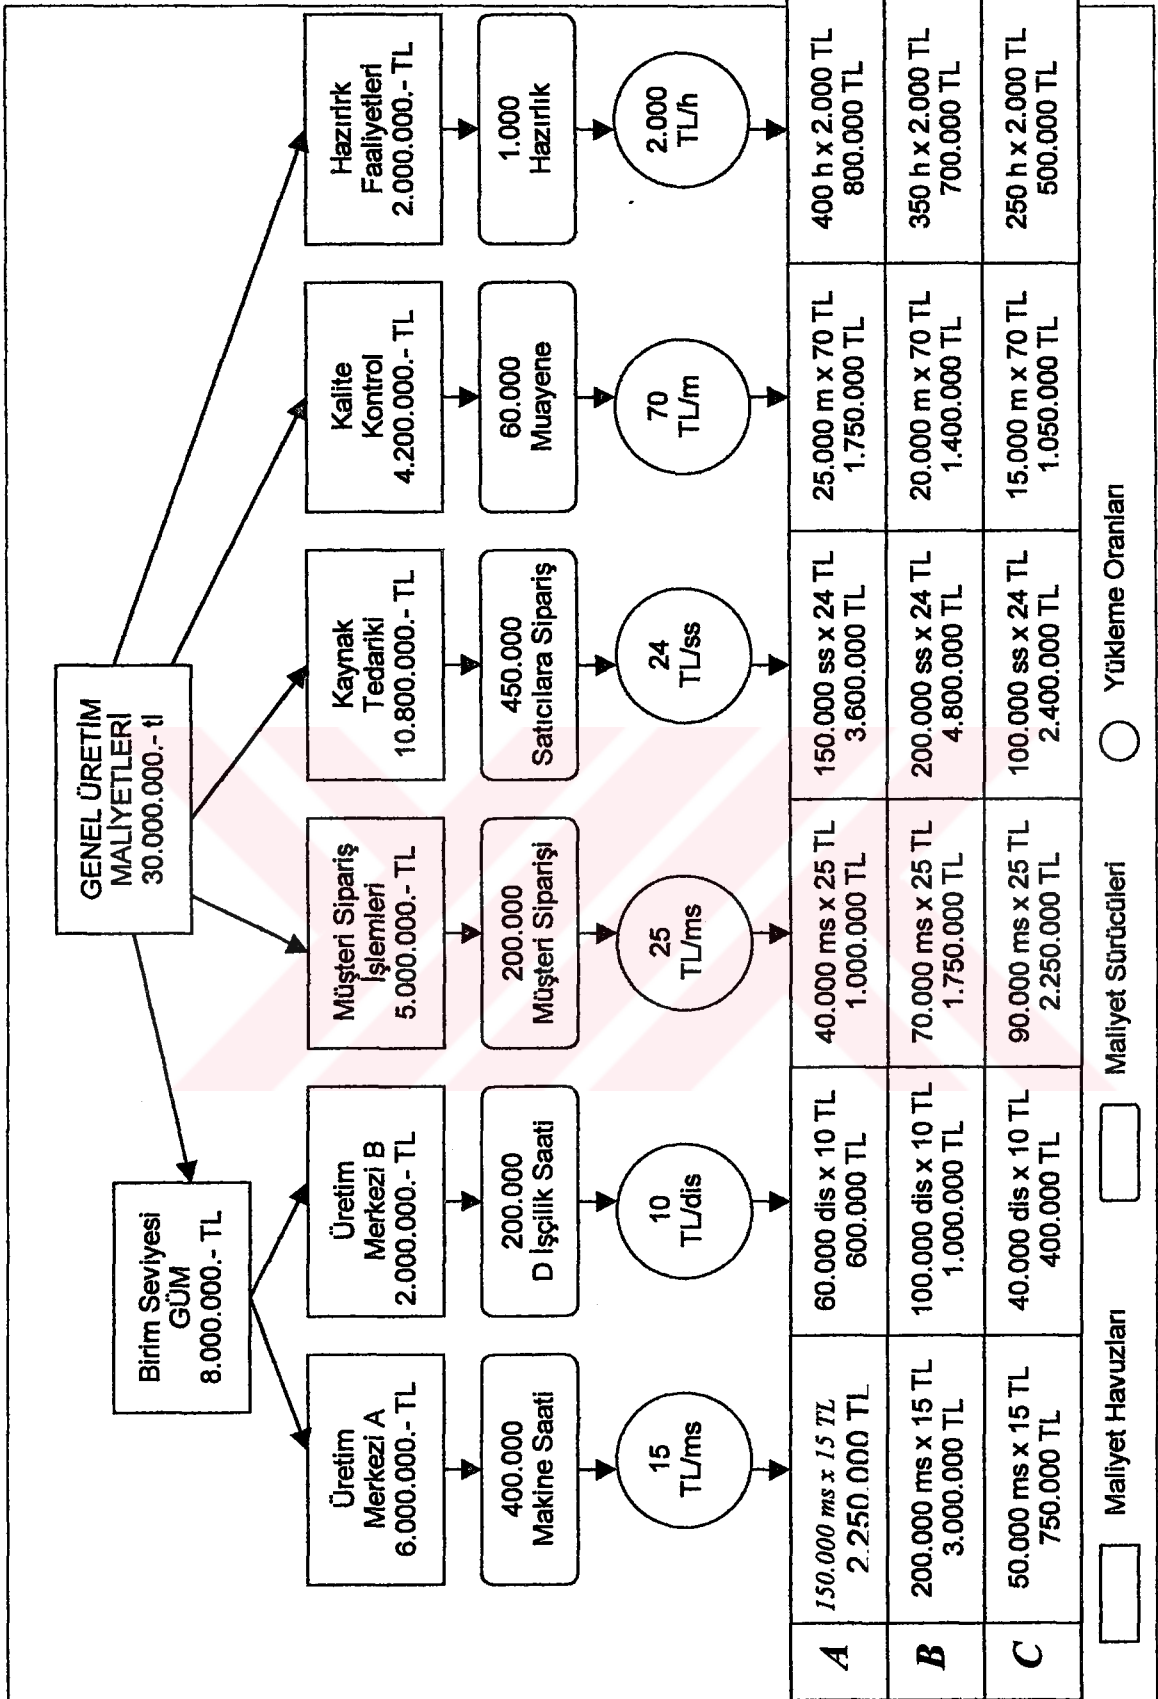 GENEL ÜRETİM
MALİYETLERİ
30.000.000.- tl
Birim Seviyesi
GÜM
8.000.000.- TL
Üretim
Merkezi A
6.000.000.- TL
Üretim
Merkezi B
2.000.000.- TL
Müşteri Sipariş
İşlemleri
5.000.000.- TL
Kaynak
Tedariki
10.800.000.- TL
Kalite
Kontrol
4.200.000.- TL
Hazırlık
Faaliyetleri
2.000.000.- TL
400.000
Makine Saati
200.000
D İşçilik Saati
200.000
Müşteri Siparişi
450.000
Satıcılara Sipariş
60.000
Muayene
1.000
Hazırlık
15
TL/ms
10
TL/dis
25
TL/ms
24
TL/ss
70
TL/m
2.000
TL/h
A
150.000 ms x 15 TL
2.250.000 TL
60.000 dis x 10 TL
600.000 TL
40.000 ms x 25 TL
1.000.000 TL
150.000 ss x 24 TL
3.600.000 TL
25.000 m x 70 TL
1.750.000 TL
400 h x 2.000 TL
800.000 TL
B
200.000 ms x 15 TL
3.000.000 TL
100.000 dis x 10 TL
1.000.000 TL
70.000 ms x 25 TL
1.750.000 TL
200.000 ss x 24 TL
4.800.000 TL
20.000 m x 70 TL
1.400.000 TL
350 h x 2.000 TL
700.000 TL
C
50.000 ms x 15 TL
750.000 TL
40.000 dis x 10 TL
400.000 TL
90.000 ms x 25 TL
2.250.000 TL
100.000 ss x 24 TL
2.400.000 TL
15.000 m x 70 TL
1.050.000 TL
250 h x 2.000 TL
500.000 TL
Maliyet Havuzları
Maliyet Sürücüleri
Yükleme Oranları